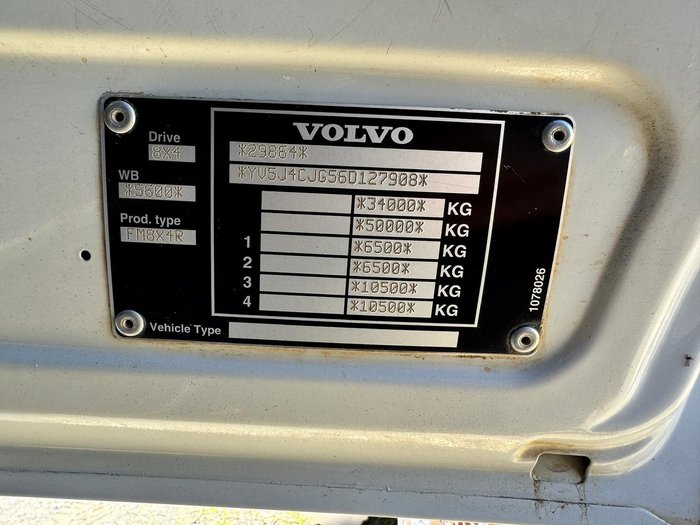 VOLVO
Drive
8X4
WB
*5600*
Prod. type
FM8X4R
*29864*
*YV5J4CJG56D127908*
*34000* KG
*50000* KG
1 *6500* KG
2 *6500* KG
3 *10500* KG
4 *10500* KG
Vehicle Type
1078026